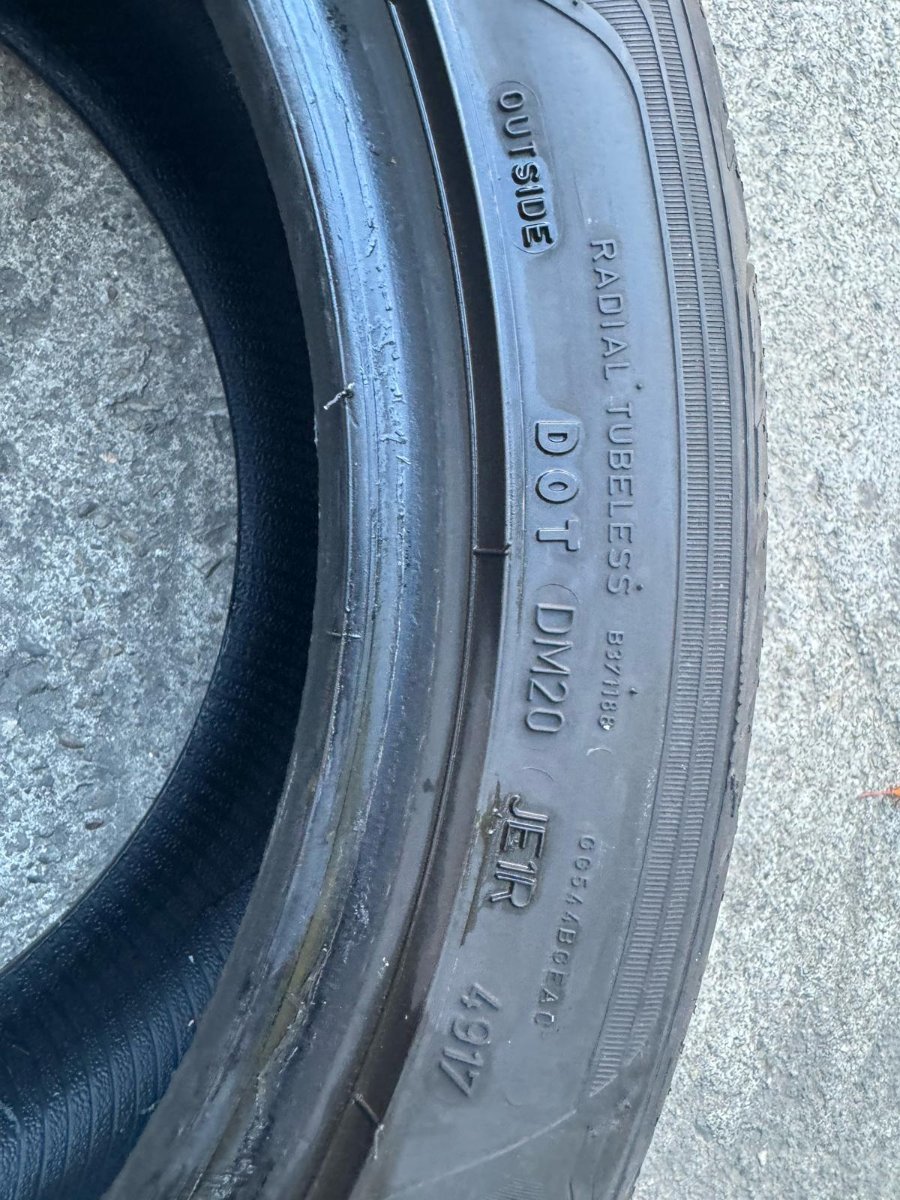 OUTSIDE
RADIAL TUBELESS
DOT DM20 JE1R 4917